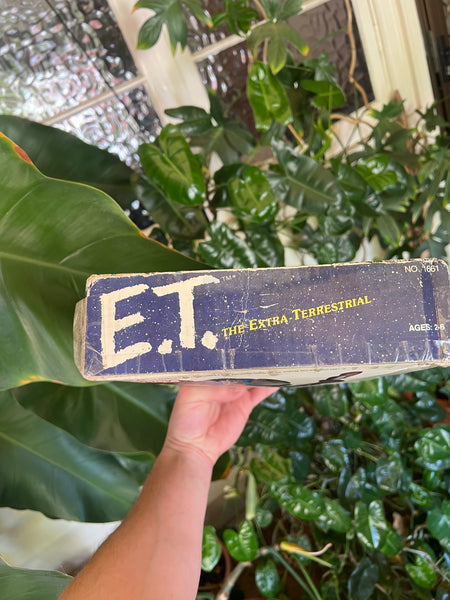 NO. 1661
E.T. THE EXTRA-TERRESTRIAL
AGES: 2-6